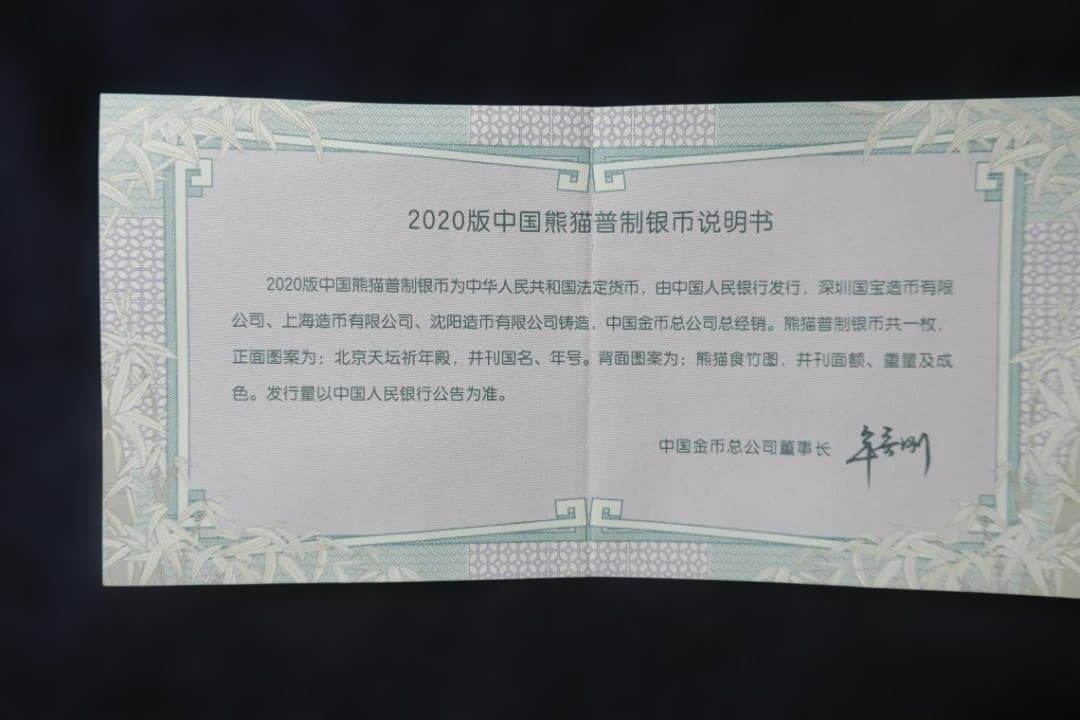 2020版中国熊猫普制银币说明书
2020版中国熊猫普制银币为中华人民共和国法定货币，由中国人民银行发行，深圳国宝造币有限
公司、上海造币有限公司、沈阳造币有限公司铸造，中国金币总公司总经销。熊猫普制银币共一枚，
正面图案为：北京天坛祈年殿，并刊国名、年号。背面图案为：熊猫食竹图，并刊面额、重量及成
色。发行量以中国人民银行公告为准。
中国金币总公司董事长